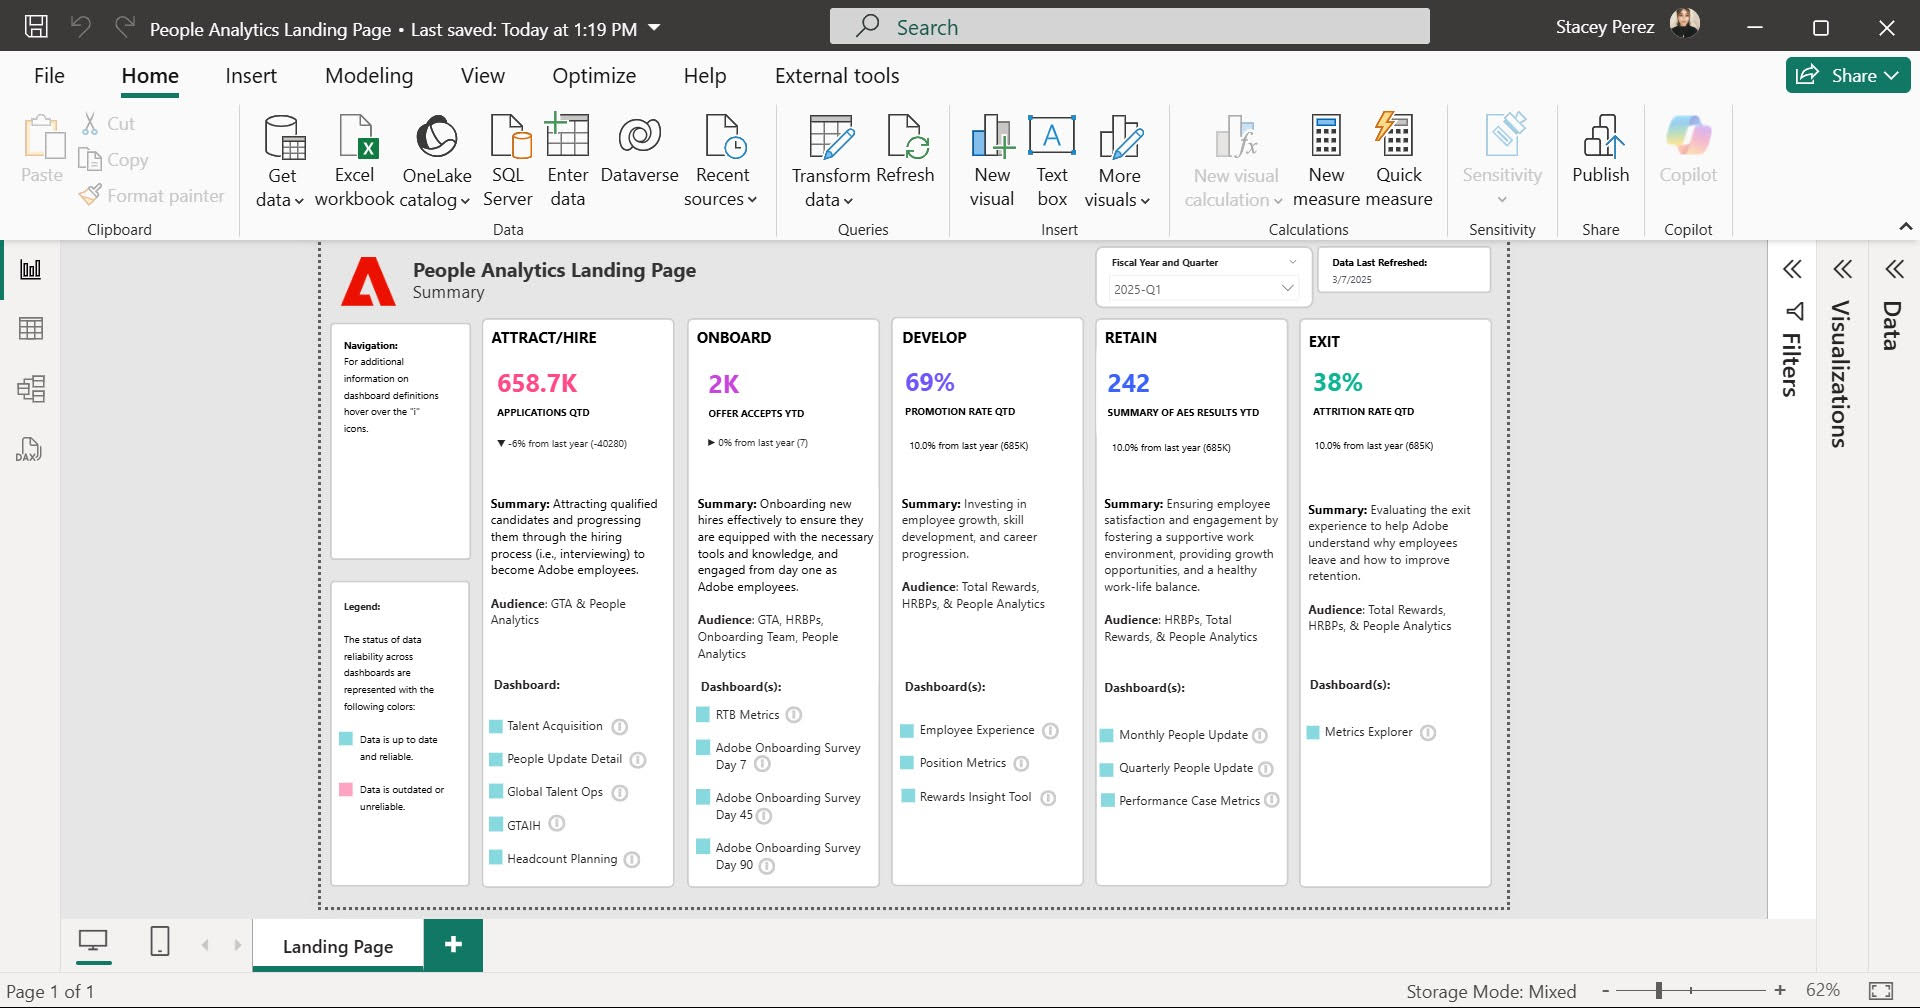 People Analytics Landing Page • Last saved: Today at 1:19 PM
Search
Stacey Perez
File Home Insert Modeling View Optimize Help External tools
Share
Paste
Cut
Copy
Format painter
Clipboard
Get data
Excel workbook
OneLake catalog
SQL Server
Enter data
Dataverse
Recent sources
Data
Transform data
Refresh
Queries
New visual
Text box
More visuals
Insert
New visual calculation
New measure
Quick measure
Calculations
Sensitivity
Sensitivity
Publish
Share
Copilot
Copilot
DAX
People Analytics Landing Page
Summary
Fiscal Year and Quarter
2025-Q1
Data Last Refreshed:
3/7/2025
Navigation:
For additional
information on
dashboard definitions
hover over the "i"
icons.
Legend:
The status of data
reliability across
dashboards are
represented with the
following colors:
Data is up to date
and reliable.
Data is outdated or
unreliable.
ATTRACT/HIRE
658.7K
APPLICATIONS QTD
▼ -6% from last year (-40280)
Summary: Attracting qualified
candidates and progressing
them through the hiring
process (i.e., interviewing) to
become Adobe employees.
Audience: GTA & People
Analytics
Dashboard:
Talent Acquisition
People Update Detail
Global Talent Ops
GTAIH
Headcount Planning
ONBOARD
2K
OFFER ACCEPTS YTD
► 0% from last year (7)
Summary: Onboarding new
hires effectively to ensure they
are equipped with the necessary
tools and knowledge, and
engaged from day one as
Adobe employees.
Audience: GTA, HRBPs,
Onboarding Team, People
Analytics
Dashboard(s):
RTB Metrics
Adobe Onboarding Survey
Day 7
Adobe Onboarding Survey
Day 45
Adobe Onboarding Survey
Day 90
DEVELOP
69%
PROMOTION RATE QTD
10.0% from last year (685K)
Summary: Investing in
employee growth, skill
development, and career
progression.
Audience: Total Rewards,
HRBPs, & People Analytics
Dashboard(s):
Employee Experience
Position Metrics
Rewards Insight Tool
RETAIN
242
SUMMARY OF AES RESULTS YTD
10.0% from last year (685K)
Summary: Ensuring employee
satisfaction and engagement by
fostering a supportive work
environment, providing growth
opportunities, and a healthy
work-life balance.
Audience: HRBPs, Total
Rewards, & People Analytics
Dashboard(s):
Monthly People Update
Quarterly People Update
Performance Case Metrics
EXIT
38%
ATTRITION RATE QTD
10.0% from last year (685K)
Summary: Evaluating the exit
experience to help Adobe
understand why employees
leave and how to improve
retention.
Audience: Total Rewards,
HRBPs, & People Analytics
Dashboard(s):
Metrics Explorer
Filters
Visualizations
Data
Landing Page
Page 1 of 1
Storage Mode: Mixed
- + 62%